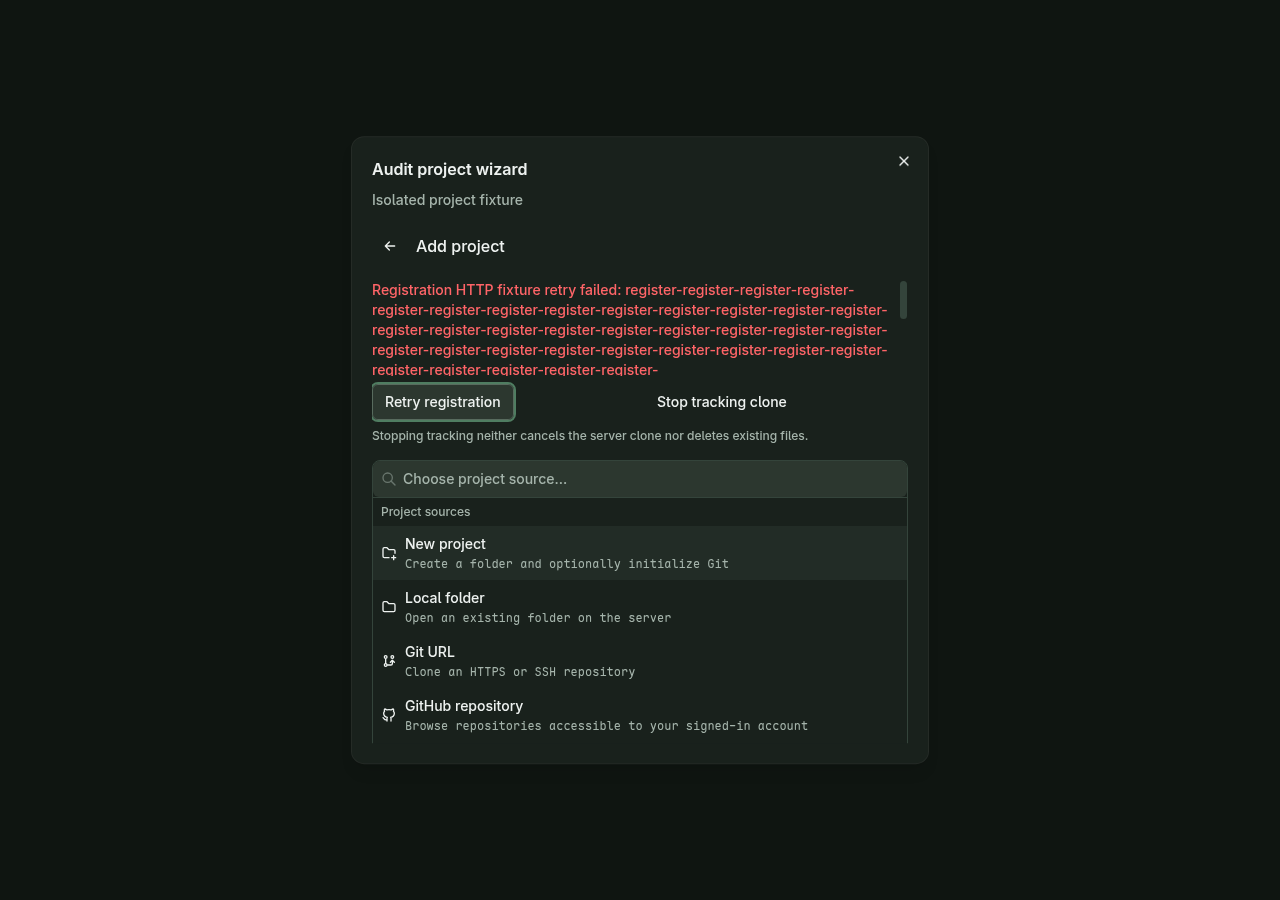 Audit project wizard
Isolated project fixture
Add project
Registration HTTP fixture retry failed: register-register-register-register-
register-register-register-register-register-register-register-register-register-
register-register-register-register-register-register-register-register-register-
register-register-register-register-register-register-register-register-register-
register-register-register-register-register-
Retry registration
Stop tracking clone
Stopping tracking neither cancels the server clone nor deletes existing files.
Choose project source...
Project sources
New project
Create a folder and optionally initialize Git
Local folder
Open an existing folder on the server
Git URL
Clone an HTTPS or SSH repository
GitHub repository
Browse repositories accessible to your signed-in account